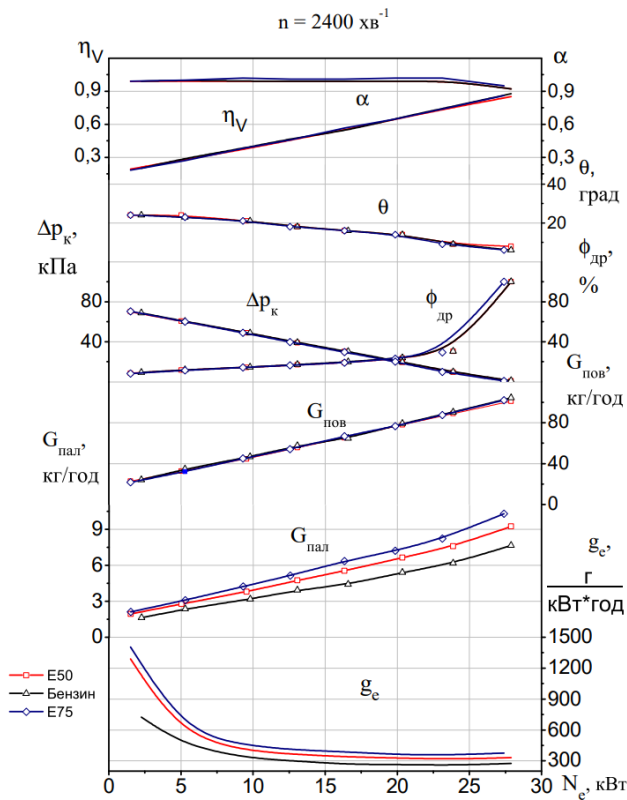 n = 2400 хв⁻¹
η_V α
0,9 0,9
α
0,6 0,6
η_V
0,3 0,3
θ,
40
град
θ
Δp_к, 20
кПа ϕ_др,
%
Δp_к ϕ_др
80
40
G_пов,
кг/год
G_пов 80
G_пал,
кг/год 40
0
9 G_пал g_e,
6 г
кВт*год
3
0 1500
1200
E50 g_e 900
Бензин
E75 600
300
0 5 10 15 20 25 30
N_e, кВт